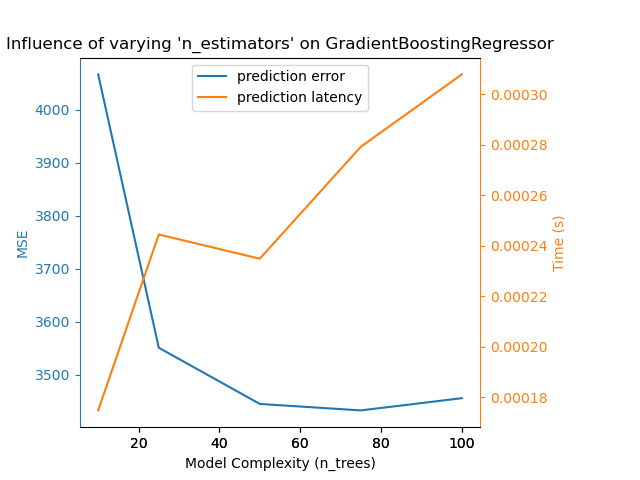 Influence of varying 'n_estimators' on GradientBoostingRegressor
prediction error
prediction latency
4000
3900
3800
3700
3600
3500
MSE
0.00030
0.00028
0.00026
0.00024
0.00022
0.00020
0.00018
Time (s)
20 40 60 80 100
Model Complexity (n_trees)